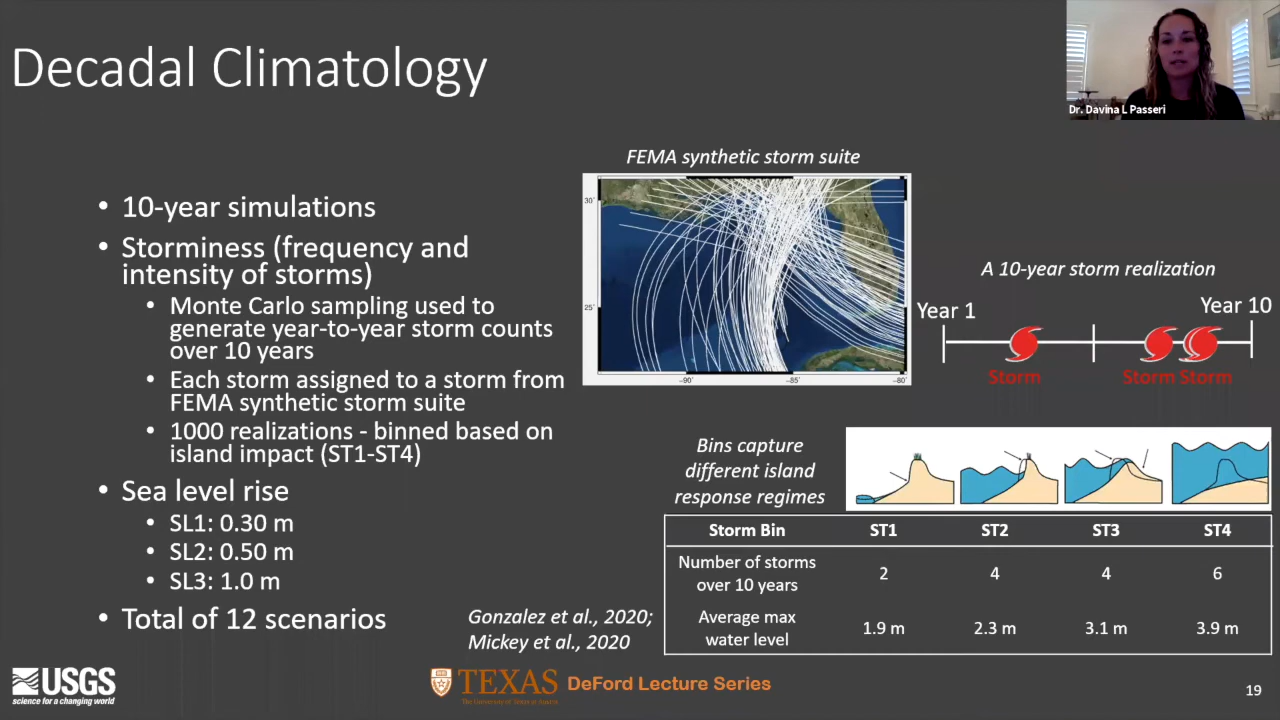 Decadal Climatology
Dr. Davina L Passeri
• 10-year simulations
• Storminess (frequency and
intensity of storms)
• Monte Carlo sampling used to
generate year-to-year storm counts
over 10 years
• Each storm assigned to a storm from
FEMA synthetic storm suite
• 1000 realizations - binned based on
island impact (ST1-ST4)
• Sea level rise
• SL1: 0.30 m
• SL2: 0.50 m
• SL3: 1.0 m
• Total of 12 scenarios
FEMA synthetic storm suite
30°
25°
-90°
-85°
-80°
A 10-year storm realization
Year 1
Year 10
Storm
Storm Storm
Bins capture
different island
response regimes
Storm Bin ST1 ST2 ST3 ST4
Number of storms
over 10 years
2 4 4 6
Average max
water level
1.9 m 2.3 m 3.1 m 3.9 m
Gonzalez et al., 2020;
Mickey et al., 2020
USGS
science for a changing world
TEXAS
The University of Texas at Austin
DeFord Lecture Series
19